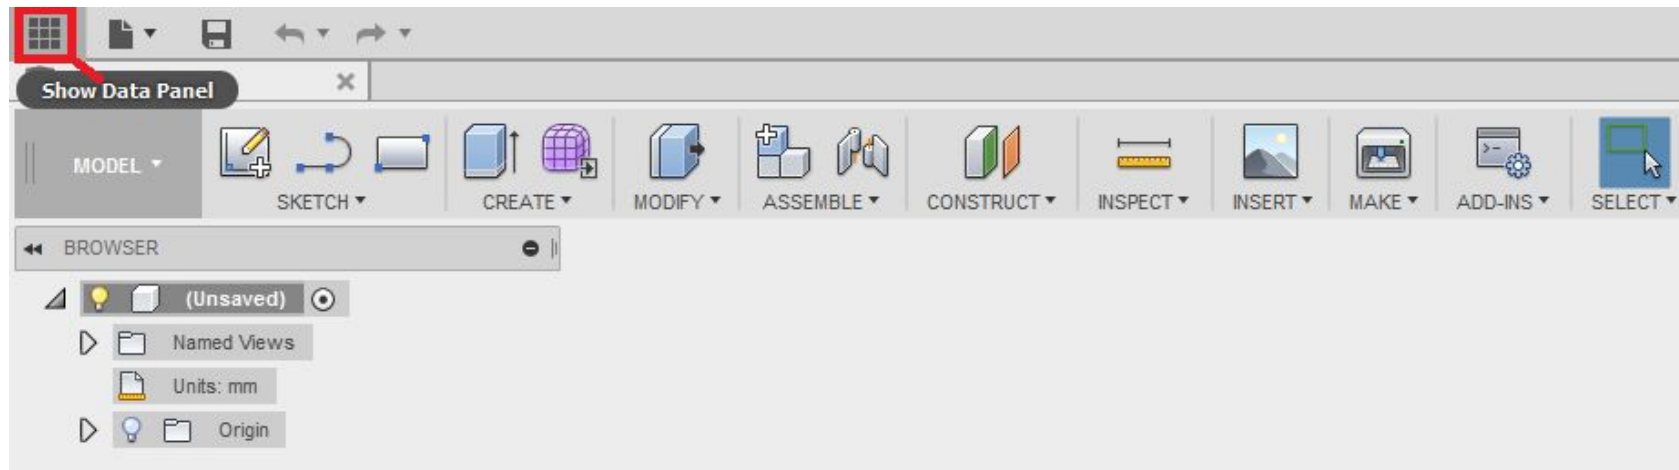 Show Data Panel
MODEL
SKETCH
CREATE
MODIFY
ASSEMBLE
CONSTRUCT
INSPECT
INSERT
MAKE
ADD-INS
SELECT
BROWSER
(Unsaved)
Named Views
Units: mm
Origin